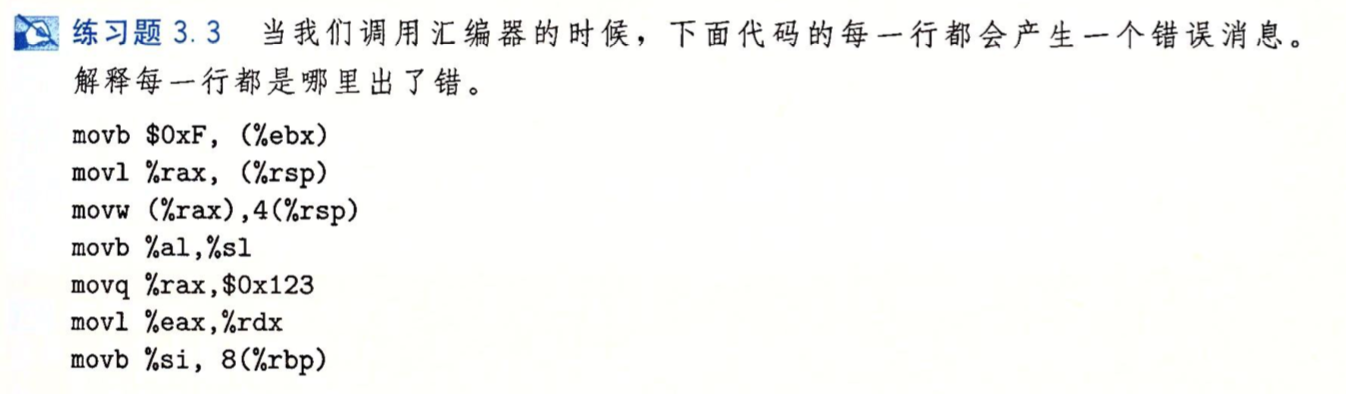 练习题 3.3 当我们调用汇编器的时候，下面代码的每一行都会产生一个错误消息。
解释每一行都是哪里出了错。
movb $0xF, (%ebx)
movl %rax, (%rsp)
movw (%rax),4(%rsp)
movb %al,%sl
movq %rax,$0x123
movl %eax,%rdx
movb %si, 8(%rbp)